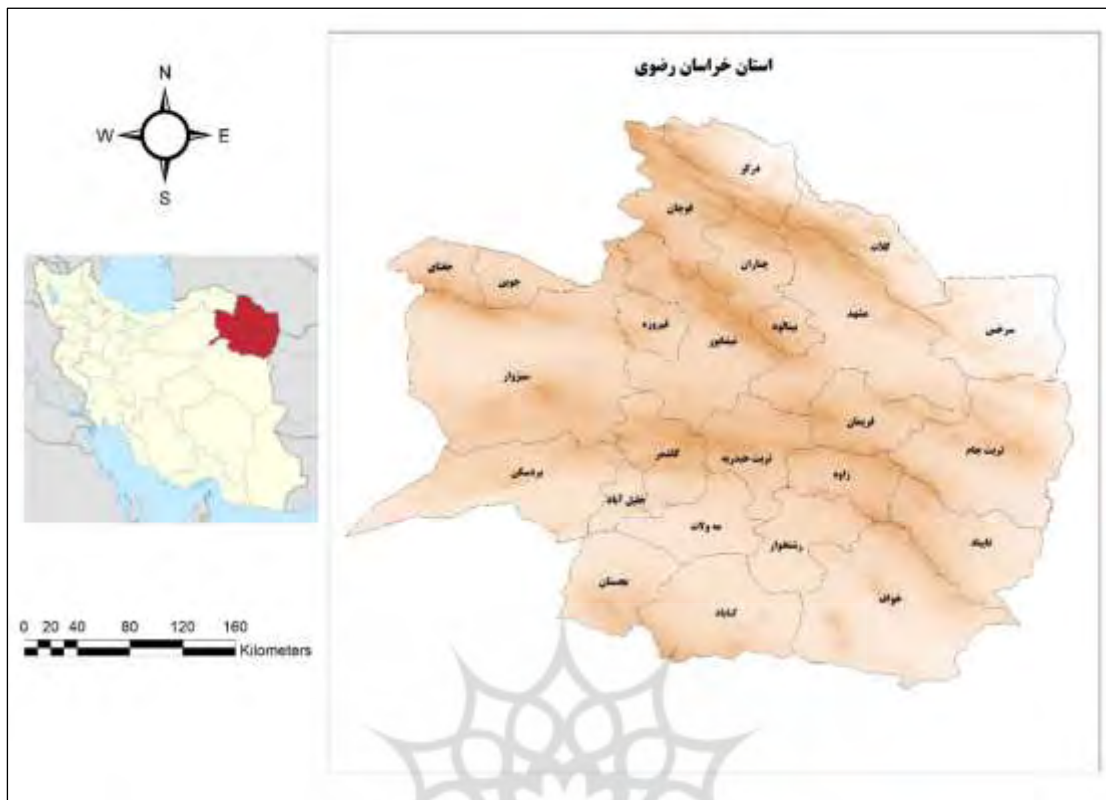 استان خراسان رضوی
N
W E
S
درگز
قوچان
کلات
چناران
جغتای
جوین
مشهد
سرخس
فیروزه
بینالود
نیشابور
سبزوار
فریمان
کاشمر
تربت حیدریه
تربت جام
بردسکن
زاوه
خلیل آباد
مه ولات
رشتخوار
تایباد
بجستان
خواف
گناباد
0 20 40 80 120 160
Kilometers